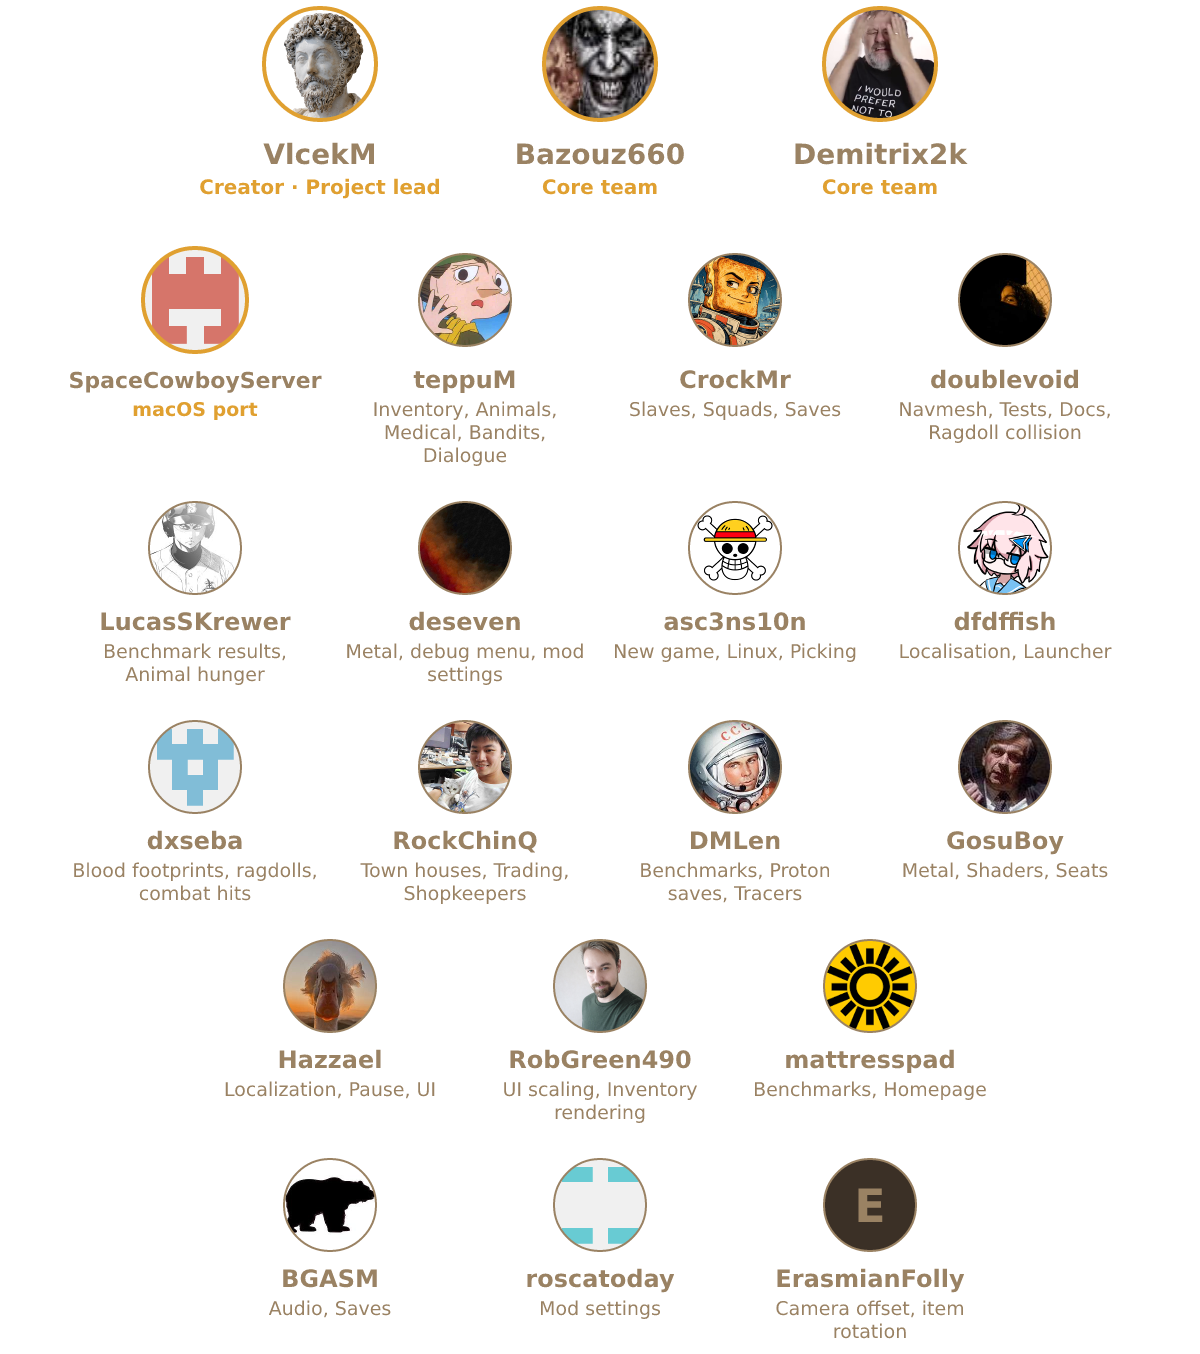 I WOULD
PREFER
NOT TO
VlcekM
Bazouz660
Demitrix2k
Creator · Project lead
Core team
Core team
SpaceCowboyServer
teppuM
CrockMr
doublevoid
macOS port
Inventory, Animals,
Medical, Bandits,
Dialogue
Slaves, Squads, Saves
Navmesh, Tests, Docs,
Ragdoll collision
LucasSKrewer
deseven
asc3ns10n
dfdffish
Benchmark results,
Animal hunger
Metal, debug menu, mod
settings
New game, Linux, Picking
Localisation, Launcher
СССР
dxseba
RockChinQ
DMLen
GosuBoy
Blood footprints, ragdolls,
combat hits
Town houses, Trading,
Shopkeepers
Benchmarks, Proton
saves, Tracers
Metal, Shaders, Seats
Hazzael
RobGreen490
mattresspad
Localization, Pause, UI
UI scaling, Inventory
rendering
Benchmarks, Homepage
E
BGASM
roscatoday
ErasmianFolly
Audio, Saves
Mod settings
Camera offset, item
rotation